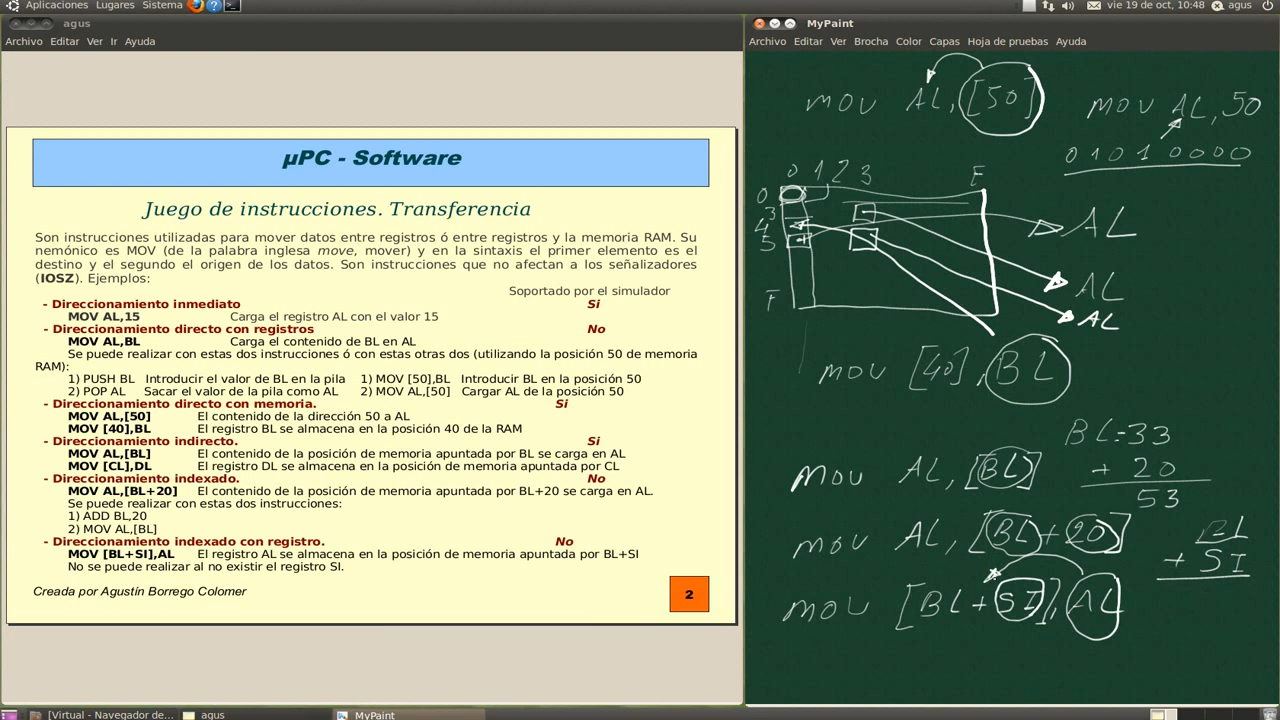 Aplicaciones Lugares Sistema
vie 19 de oct, 10:48 agus
agus
Archivo Editar Ver Ir Ayuda
µPC - Software
Juego de instrucciones. Transferencia
Son instrucciones utilizadas para mover datos entre registros ó entre registros y la memoria RAM. Su
nemónico es MOV (de la palabra inglesa move, mover) y en la sintaxis el primer elemento es el
destino y el segundo el origen de los datos. Son instrucciones que no afectan a los señalizadores
(IOSZ). Ejemplos:
Soportado por el simulador
- Direccionamiento inmediato Si
MOV AL,15 Carga el registro AL con el valor 15
- Direccionamiento directo con registros No
MOV AL,BL Carga el contenido de BL en AL
Se puede realizar con estas dos instrucciones ó con estas otras dos (utilizando la posición 50 de memoria
RAM):
1) PUSH BL Introducir el valor de BL en la pila 1) MOV [50],BL Introducir BL en la posición 50
2) POP AL Sacar el valor de la pila como AL 2) MOV AL,[50] Cargar AL de la posición 50
- Direccionamiento directo con memoria. Si
MOV AL,[50] El contenido de la dirección 50 a AL
MOV [40],BL El registro BL se almacena en la posición 40 de la RAM
- Direccionamiento indirecto. Si
MOV AL,[BL] El contenido de la posición de memoria apuntada por BL se carga en AL
MOV [CL],DL El registro DL se almacena en la posición de memoria apuntada por CL
- Direccionamiento indexado. No
MOV AL,[BL+20] El contenido de la posición de memoria apuntada por BL+20 se carga en AL.
Se puede realizar con estas dos instrucciones:
1) ADD BL,20
2) MOV AL,[BL]
- Direccionamiento indexado con registro. No
MOV [BL+SI],AL El registro AL se almacena en la posición de memoria apuntada por BL+SI
No se puede realizar al no existir el registro SI.
Creada por Agustín Borrego Colomer
2
MyPaint
Archivo Editar Ver Brocha Color Capas Hoja de pruebas Ayuda
MOV AL,[50]
MOV AL,50
0 1 0 1 0 0 0 0
0 1 2 3 F
0
3
4
5
F
AL
AL
AL
MOV [40],BL
BL=33
+ 20
53
MOV AL,[BL]
MOV AL,[BL+20]
BL
+ SI
MOV [BL+SI],AL
[Virtual - Navegador de... agus MyPaint